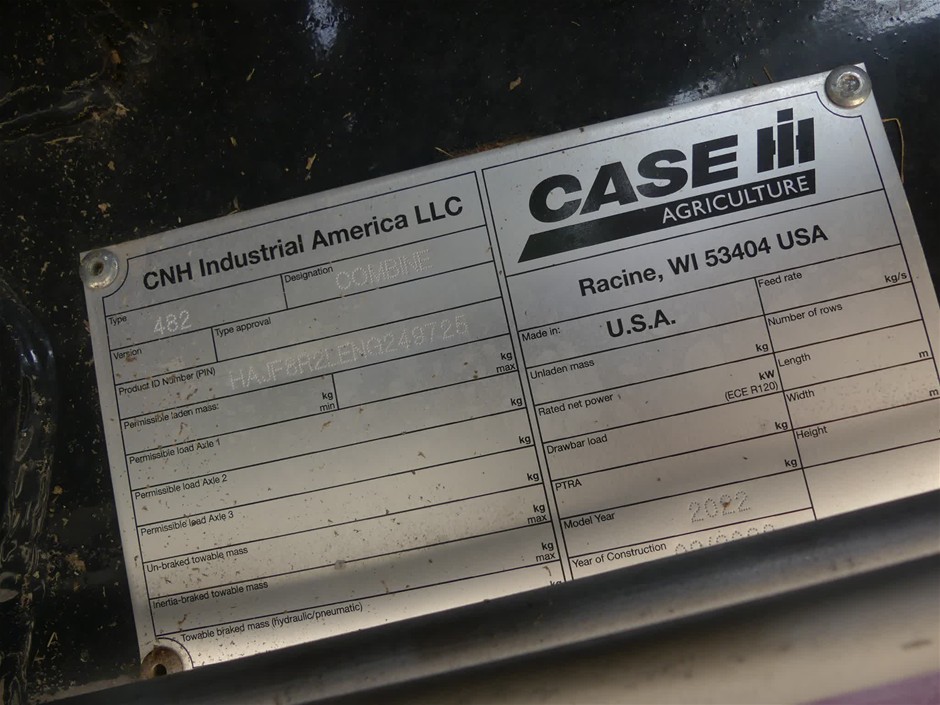 CNH Industrial America LLC
Type
482
Designation
COMBINE
Version
Type approval
Product ID Number (PIN)
HAJF8R2LENG249725
Permissible laden mass:
kg
min
kg
max
Permissible load Axle 1
kg
Permissible load Axle 2
kg
Permissible load Axle 3
Un-braked towable mass
kg
max
Inertia-braked towable mass
kg
max
Towable braked mass (hydraulic/pneumatic)
CASE IH
AGRICULTURE
Racine, WI 53404 USA
Made in:
U.S.A.
Feed rate
kg/s
Unladen mass
kg
Number of rows
Rated net power
kW
(ECE R120)
Length
m
Drawbar load
kg
Width
m
PTRA
kg
Height
Model Year
2022
Year of Construction